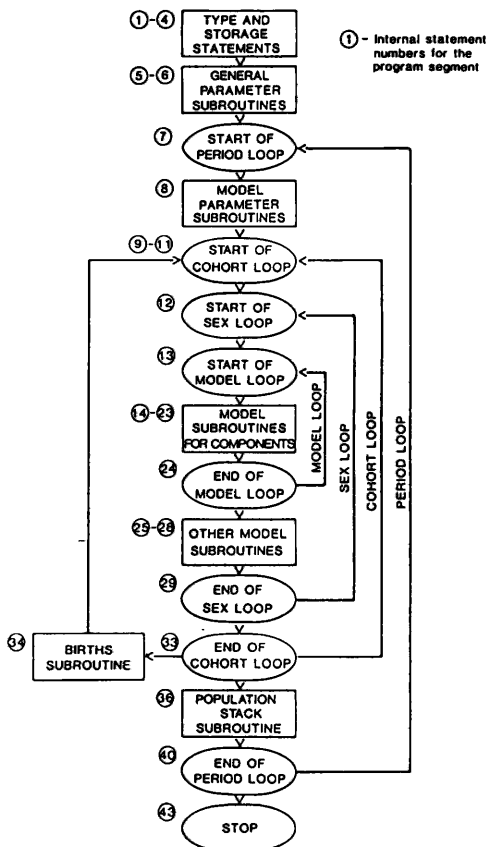 ①-④
TYPE AND
STORAGE
STATEMENTS
① - Internal statement
numbers for the
program segment
⑤-⑥
GENERAL
PARAMETER
SUBROUTINES
⑦
START OF
PERIOD LOOP
⑧
MODEL
PARAMETER
SUBROUTINES
⑨-⑪
START OF
COHORT LOOP
⑫
START OF
SEX LOOP
⑬
START OF
MODEL LOOP
⑭-㉓
MODEL
SUBROUTINES
FOR COMPONENTS
㉔
END OF
MODEL LOOP
MODEL LOOP
SEX LOOP
COHORT LOOP
PERIOD LOOP
㉕-㉘
OTHER MODEL
SUBROUTINES
㉙
END OF
SEX LOOP
㉞
BIRTHS
SUBROUTINE
㉝
END OF
COHORT LOOP
㊱
POPULATION
STACK
SUBROUTINE
㊵
END OF
PERIOD LOOP
㊸
STOP